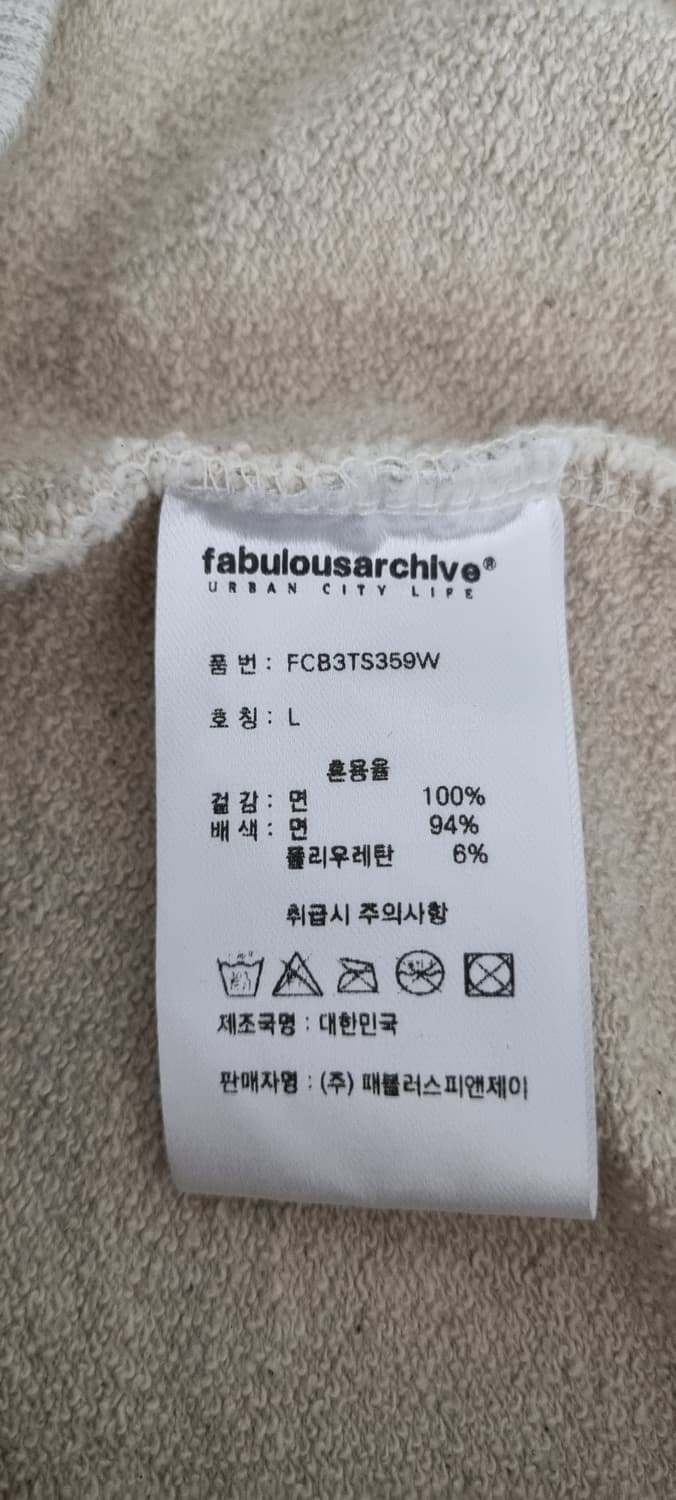 fabulousarchive®
URBAN CITY LIFE
품 번 : FCB3TS359W
호 칭 : L
혼용율
겉 감 : 면 100%
배 색 : 면 94%
폴리우레탄 6%
취급시 주의사항
제조국명 : 대한민국
판매자명 : (주) 패뷸러스피앤제이